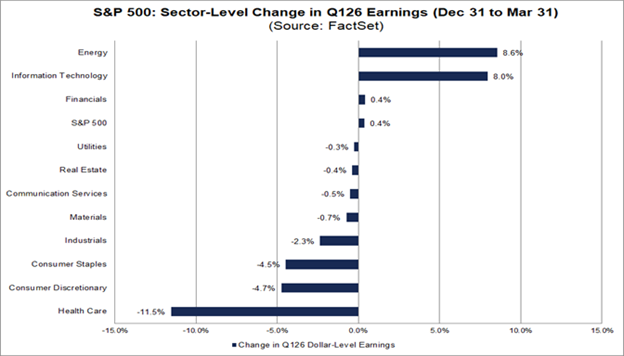 S&P 500: Sector-Level Change in Q126 Earnings (Dec 31 to Mar 31)
(Source: FactSet)
Energy 8.6%
Information Technology 8.0%
Financials 0.4%
S&P 500 0.4%
Utilities -0.3%
Real Estate -0.4%
Communication Services -0.5%
Materials -0.7%
Industrials -2.3%
Consumer Staples -4.5%
Consumer Discretionary -4.7%
Health Care -11.5%
-15.0% -10.0% -5.0% 0.0% 5.0% 10.0% 15.0%
Change in Q126 Dollar-Level Earnings